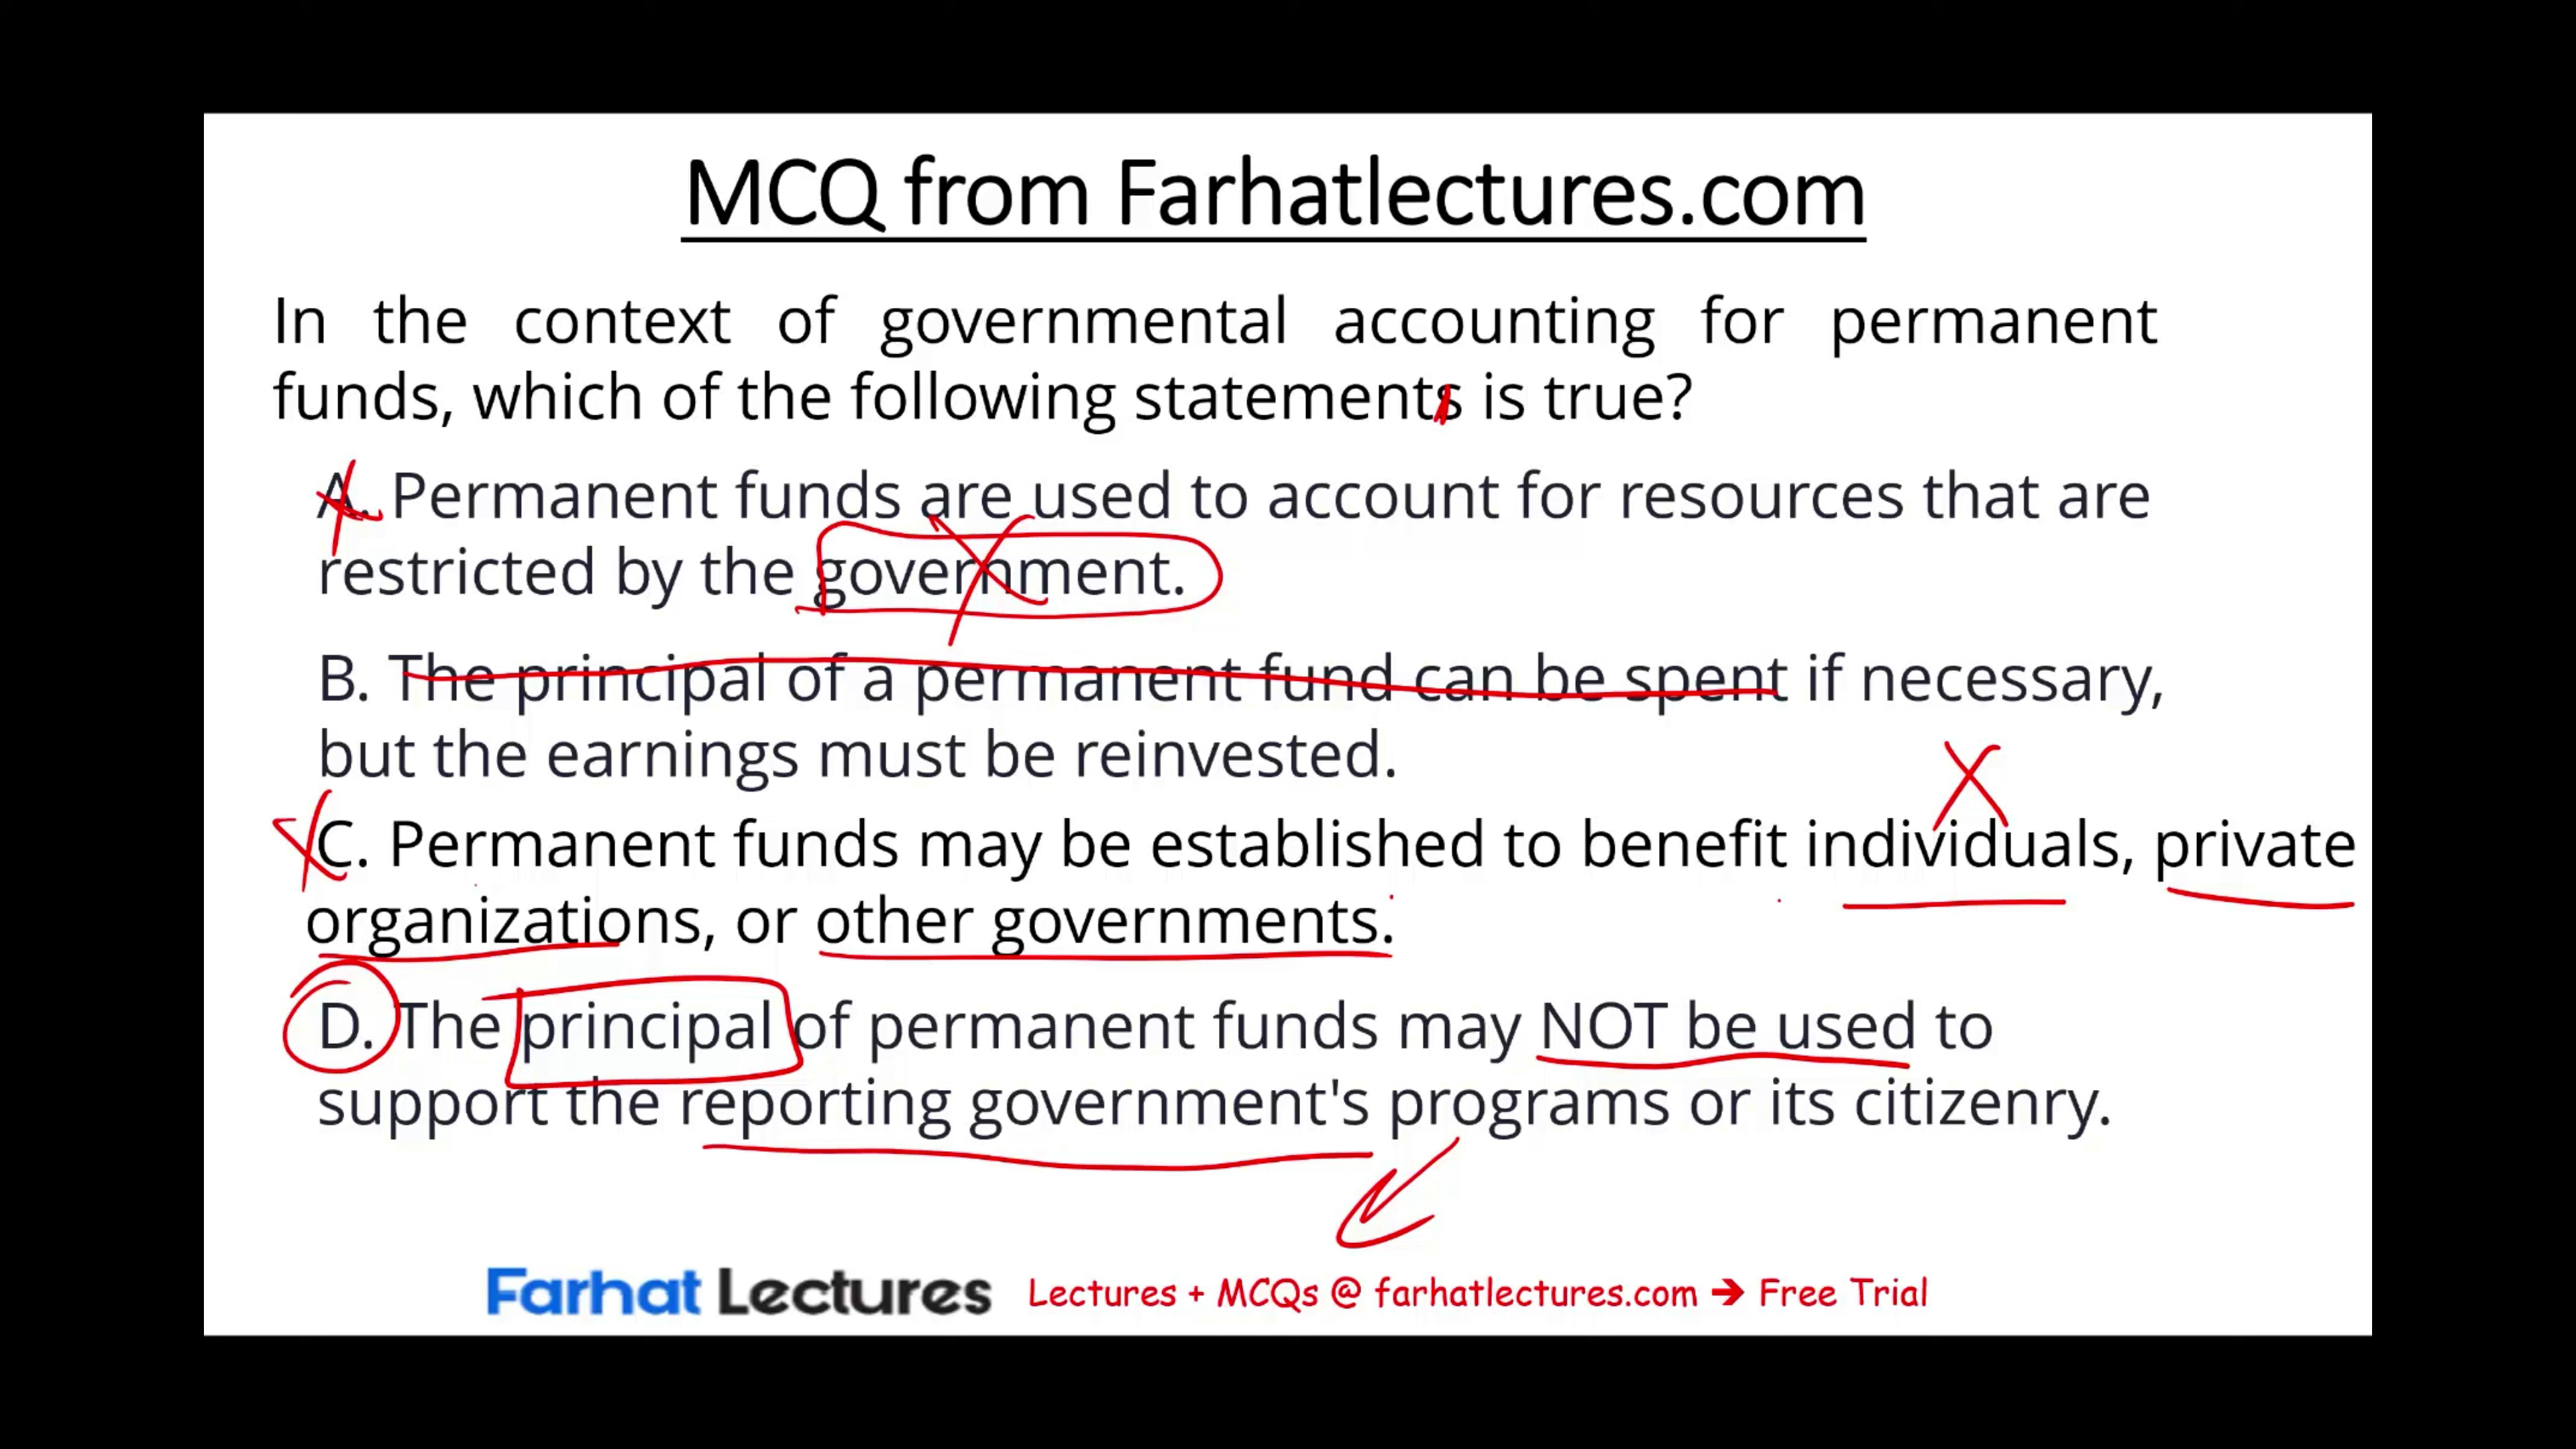 MCQ from Farhatlectures.com
In the context of governmental accounting for permanent
funds, which of the following statements is true?
A. Permanent funds are used to account for resources that are
restricted by the government.
B. The principal of a permanent fund can be spent if necessary,
but the earnings must be reinvested.
C. Permanent funds may be established to benefit individuals, private
organizations, or other governments.
D. The principal of permanent funds may NOT be used to
support the reporting government's programs or its citizenry.
Farhat Lectures Lectures + MCQs @ farhatlectures.com → Free Trial